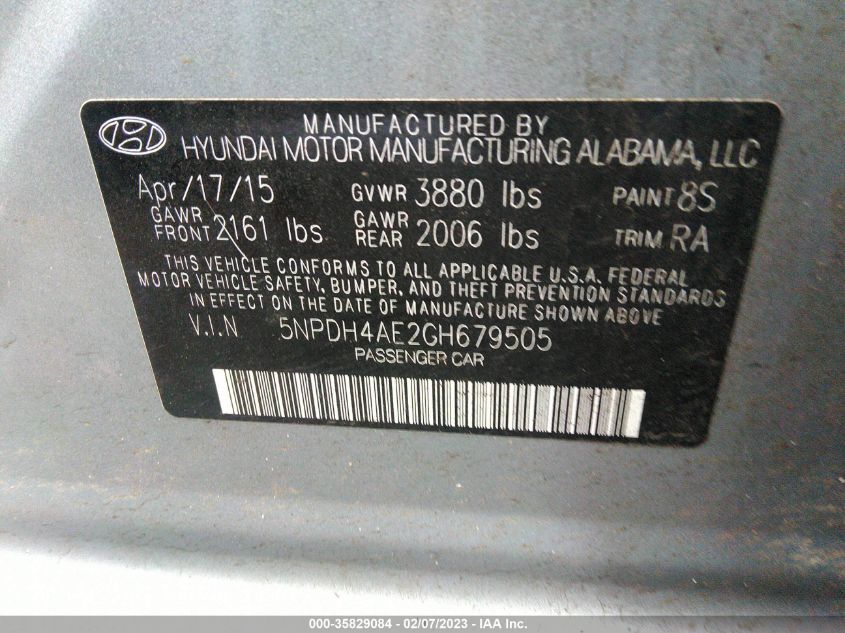 MANUFACTURED BY
HYUNDAI MOTOR MANUFACTURING ALABAMA, LLC
Apr/17/15 GVWR 3880 lbs PAINT 8S
GAWR FRONT 2161 lbs GAWR REAR 2006 lbs TRIM RA
THIS VEHICLE CONFORMS TO ALL APPLICABLE U.S.A. FEDERAL
MOTOR VEHICLE SAFETY, BUMPER, AND THEFT PREVENTION STANDARDS
IN EFFECT ON THE DATE OF MANUFACTURE SHOWN ABOVE
V.I.N 5NPDH4AE2GH679505
PASSENGER CAR
000-35829084 - 02/07/2023 - IAA Inc.